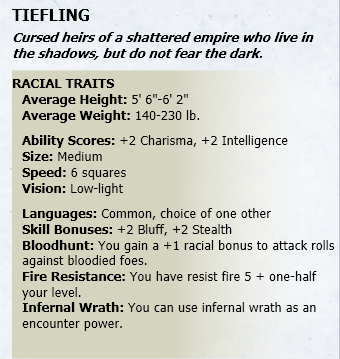 TIEFLING
Cursed heirs of a shattered empire who live in
the shadows, but do not fear the dark.
RACIAL TRAITS
Average Height: 5' 6"-6' 2"
Average Weight: 140-230 lb.
Ability Scores: +2 Charisma, +2 Intelligence
Size: Medium
Speed: 6 squares
Vision: Low-light
Languages: Common, choice of one other
Skill Bonuses: +2 Bluff, +2 Stealth
Bloodhunt: You gain a +1 racial bonus to attack rolls
against bloodied foes.
Fire Resistance: You have resist fire 5 + one-half
your level.
Infernal Wrath: You can use infernal wrath as an
encounter power.